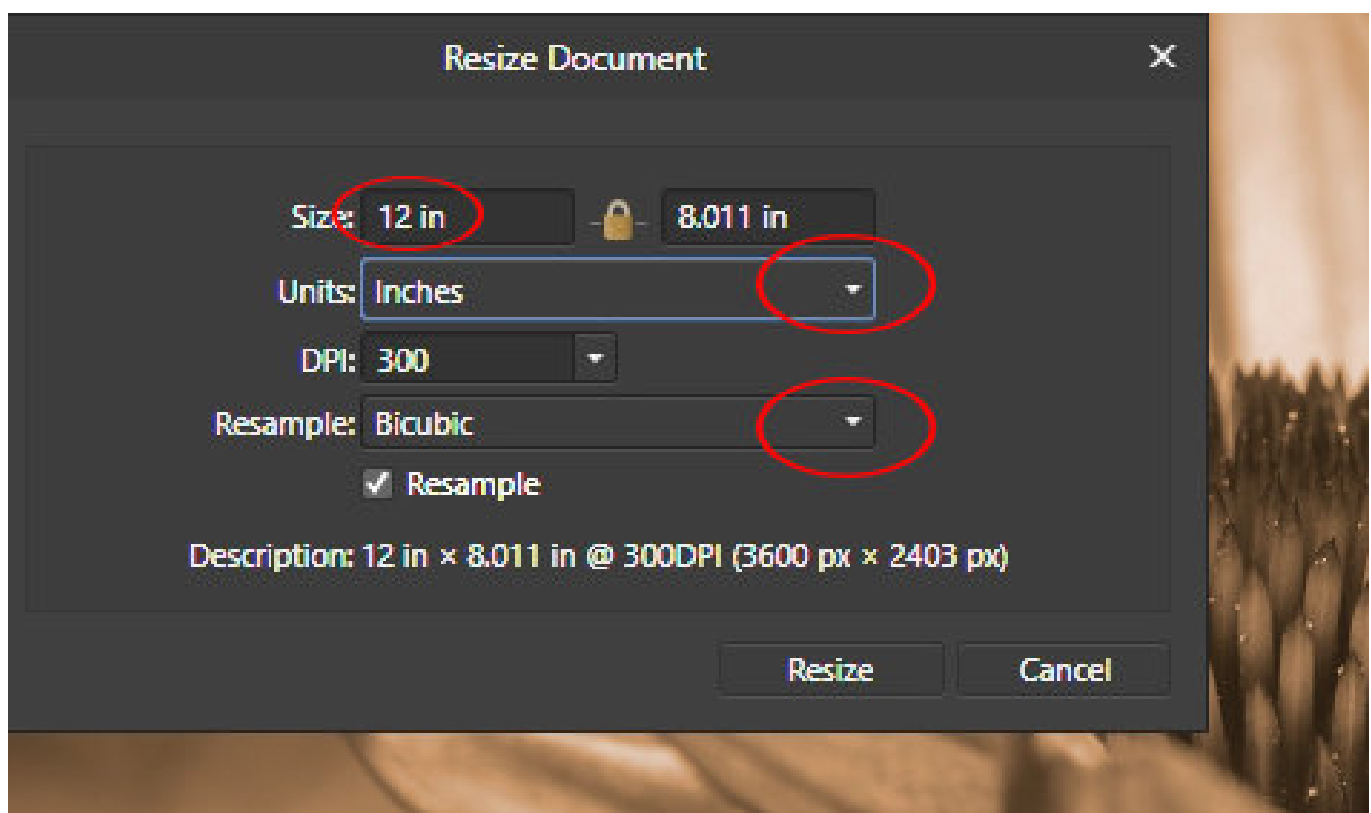 Resize Document
Size: 12 in 8.011 in
Units: Inches
DPI: 300
Resample: Bicubic
Resample
Description: 12 in × 8.011 in @ 300DPI (3600 px × 2403 px)
Resize Cancel